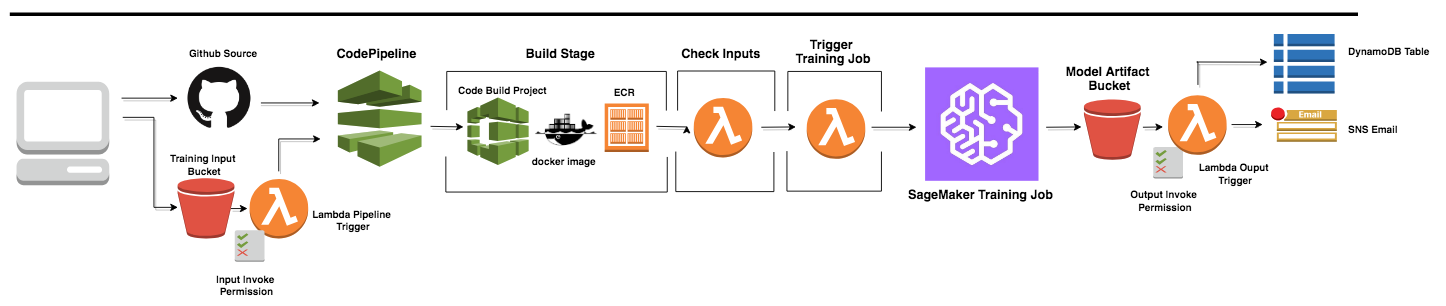 Github Source
CodePipeline
Build Stage
Check Inputs
Trigger
Training Job
DynamoDB Table
Code Build Project
ECR
docker image
Model Artifact
Bucket
Email
SNS Email
Training Input
Bucket
Lambda Pipeline
Trigger
SageMaker Training Job
Lambda Ouput
Trigger
Output Invoke
Permission
Input Invoke
Permission